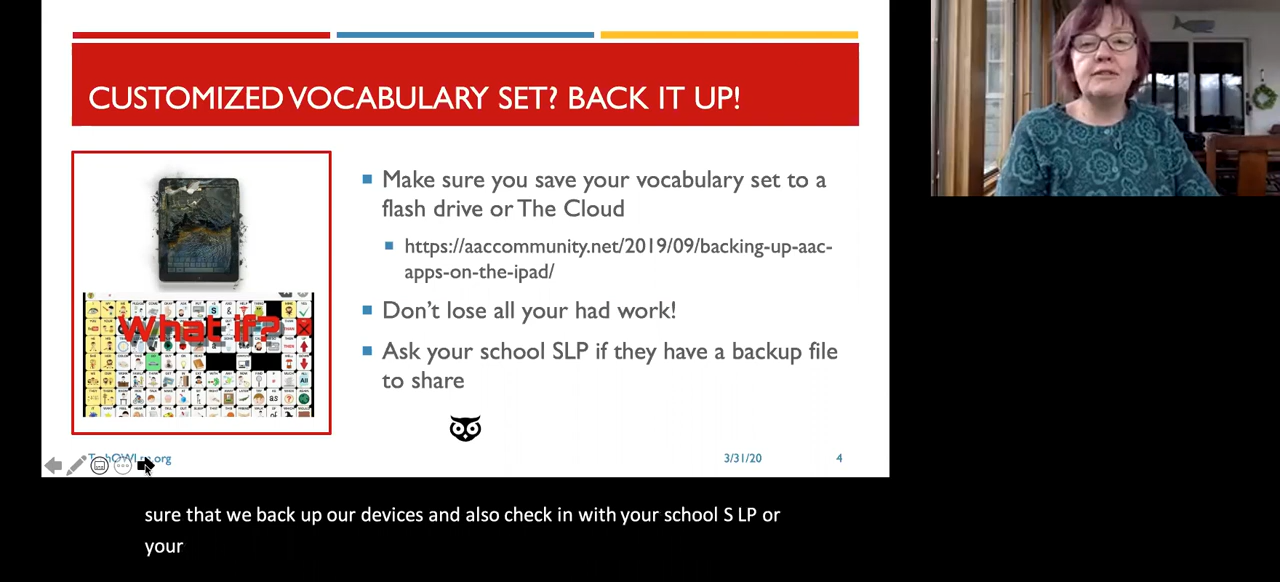 CUSTOMIZED VOCABULARY SET? BACK IT UP!
Make sure you save your vocabulary set to a
flash drive or The Cloud
https://aaccommunity.net/2019/09/backing-up-aac-
apps-on-the-ipad/
Don't lose all your had work!
Ask your school SLP if they have a backup file
to share
What if?
3/31/20
4
sure that we back up our devices and also check in with your school S LP or
your